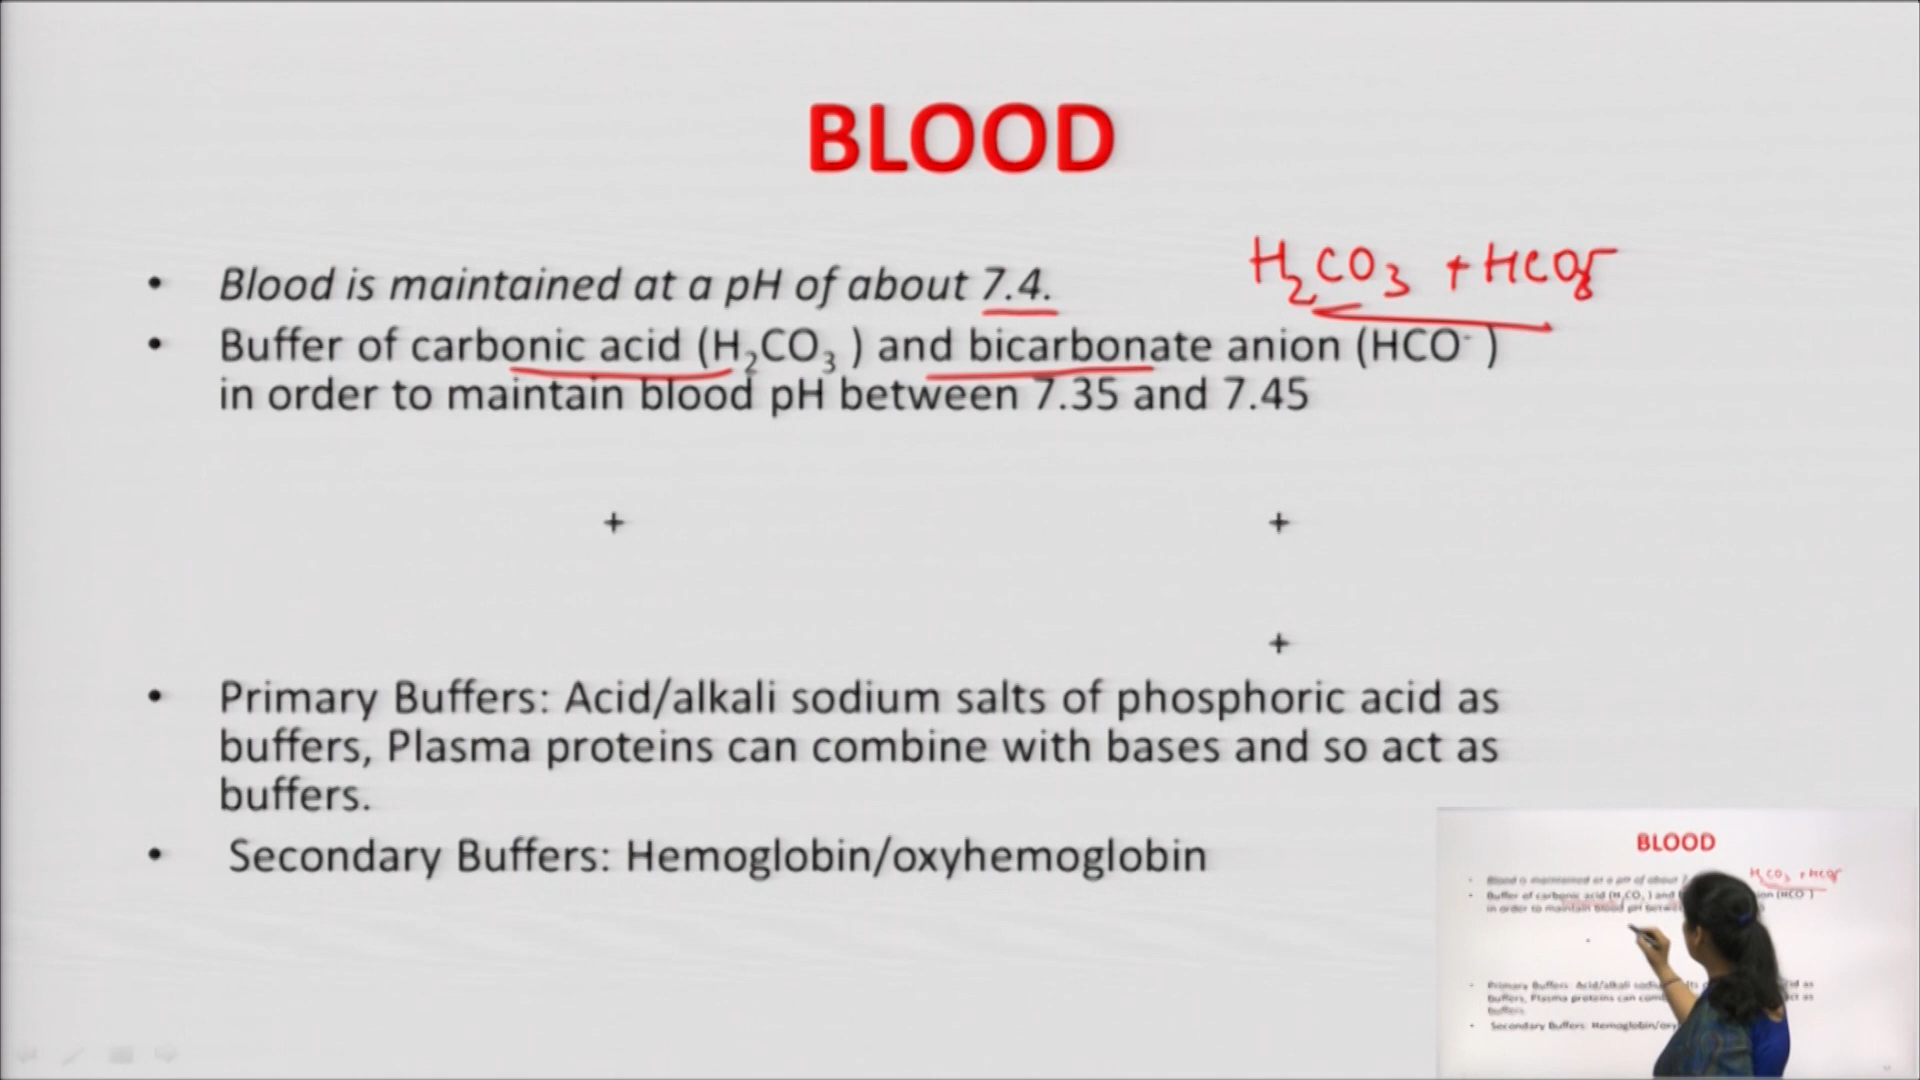 BLOOD
H₂CO₃ + HCO₃⁻
• Blood is maintained at a pH of about 7.4.
• Buffer of carbonic acid (H₂CO₃ ) and bicarbonate anion (HCO⁻ )
in order to maintain blood pH between 7.35 and 7.45
+ +
+
• Primary Buffers: Acid/alkali sodium salts of phosphoric acid as
buffers, Plasma proteins can combine with bases and so act as
buffers.
• Secondary Buffers: Hemoglobin/oxyhemoglobin
BLOOD